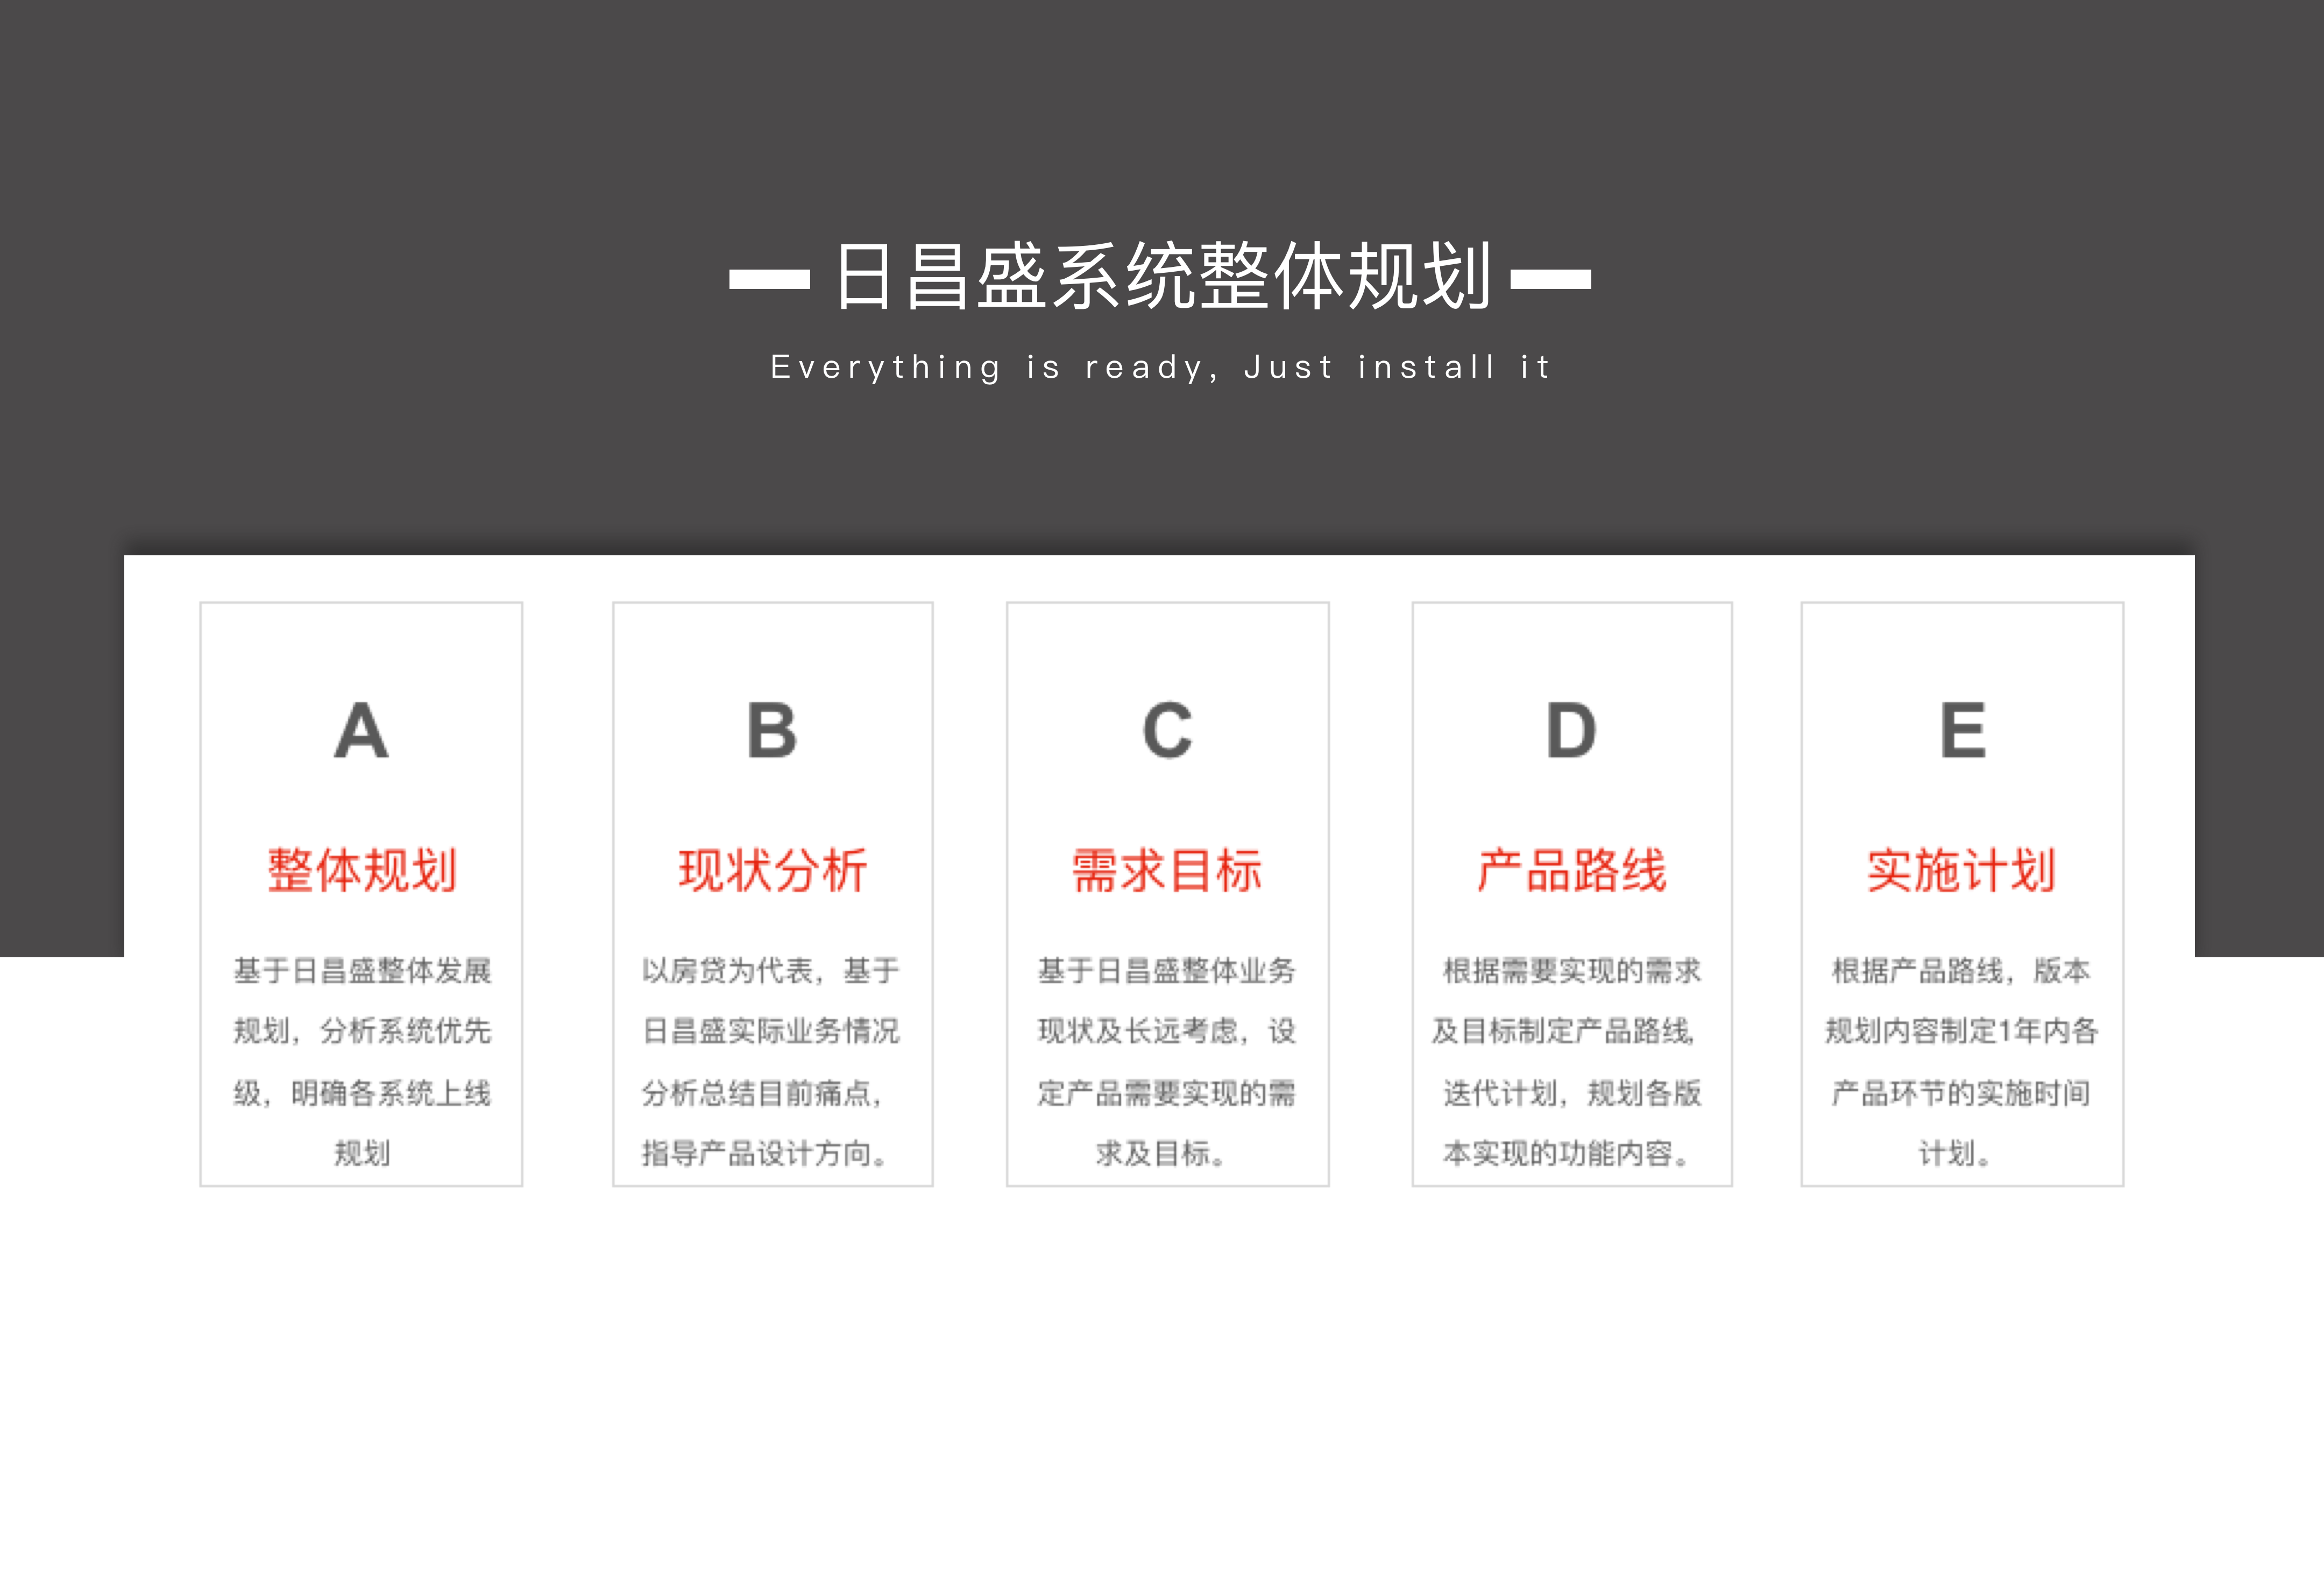 日昌盛系统整体规划
Everything is ready, Just install it
A
整体规划
基于日昌盛整体发展
规划，分析系统优先
级，明确各系统上线
规划
B
现状分析
以房贷为代表，基于
日昌盛实际业务情况
分析总结目前痛点，
指导产品设计方向。
C
需求目标
基于日昌盛整体业务
现状及长远考虑，设
定产品需要实现的需
求及目标。
D
产品路线
根据需要实现的需求
及目标制定产品路线，
迭代计划，规划各版
本实现的功能内容。
E
实施计划
根据产品路线，版本
规划内容制定1年内各
产品环节的实施时间
计划。